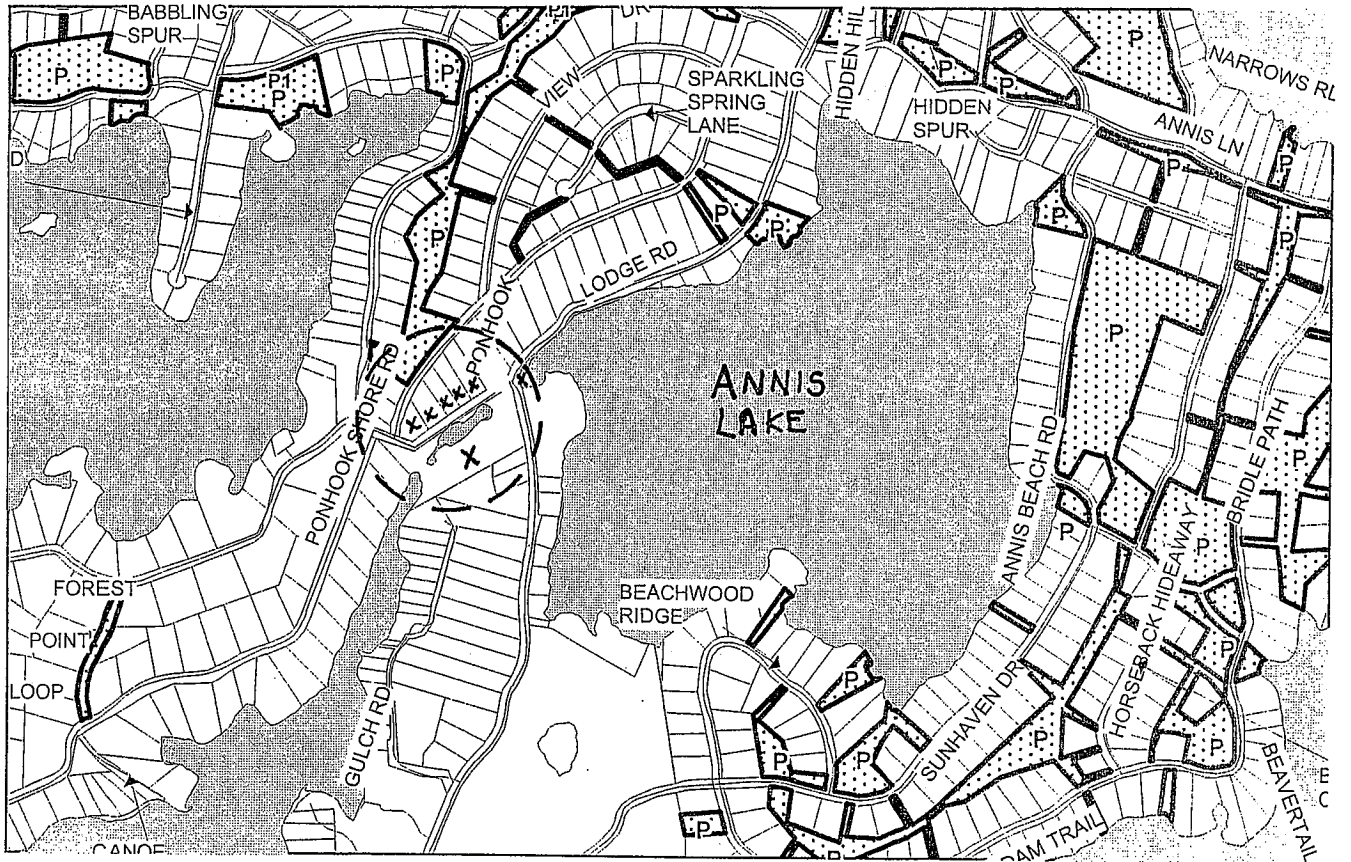 BABBLING
SPUR
P1
DR
HIDDEN HIL
NARROWS RD
P
P1
P
P
VIEW
SPARKLING
SPRING
LANE
P
P
HIDDEN
SPUR
P
ANNIS LN
D
P
P
P
P
P
P
P
P
LODGE RD
PONHOOK
P
PONHOOK SHORE RD
X
X X X X X
X
ANNIS
LAKE
ANNIS BEACH RD
BRIDLE PATH
P
P
P
HORSEBACK HIDEAWAY
FOREST
POINT
LOOP
BEACHWOOD
RIDGE
P
P
GULCH RD
SUNHAVEN DR
P
P
P
P
BEAVERTAIL
P
P
DAM TRAIL
CANOE